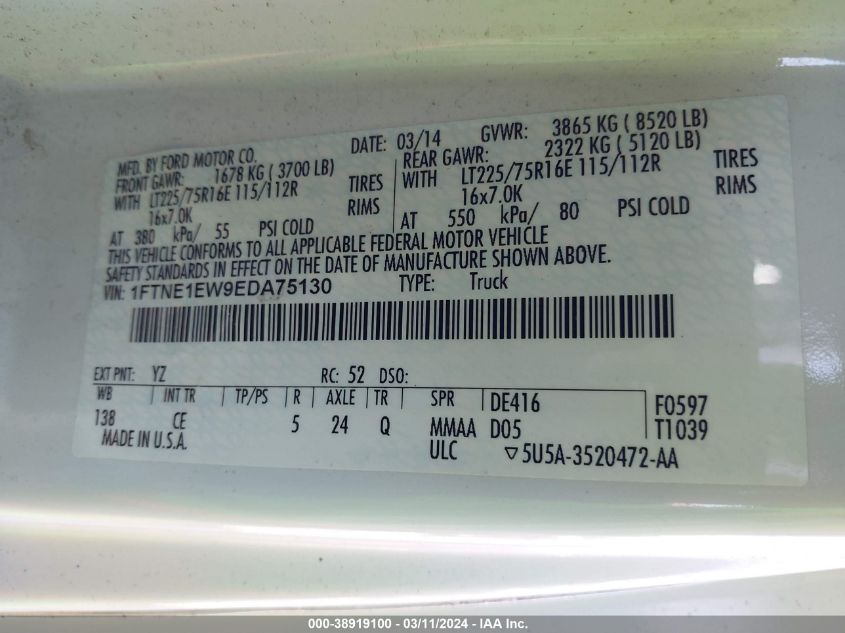 MFD. BY FORD MOTOR CO. DATE: 03/14 GVWR: 3865 KG ( 8520 LB)
FRONT GAWR: 1678 KG ( 3700 LB) REAR GAWR: 2322 KG ( 5120 LB)
WITH LT225/75R16E 115/112R TIRES WITH LT225/75R16E 115/112R TIRES
16x7.0K RIMS 16x7.0K RIMS
AT 380 kPa/ 55 PSI COLD AT 550 kPa/ 80 PSI COLD
THIS VEHICLE CONFORMS TO ALL APPLICABLE FEDERAL MOTOR VEHICLE
SAFETY STANDARDS IN EFFECT ON THE DATE OF MANUFACTURE SHOWN ABOVE.
VIN: 1FTNE1EW9EDA75130 TYPE: Truck
EXT PNT: YZ RC: 52 DSO:
WB INT TR TP/PS R AXLE TR SPR DE416 F0597
138 CE 5 24 Q MMAA D05 T1039
MADE IN U.S.A. ULC ▽5U5A-3520472-AA
000-38919100 - 03/11/2024 - IAA Inc.